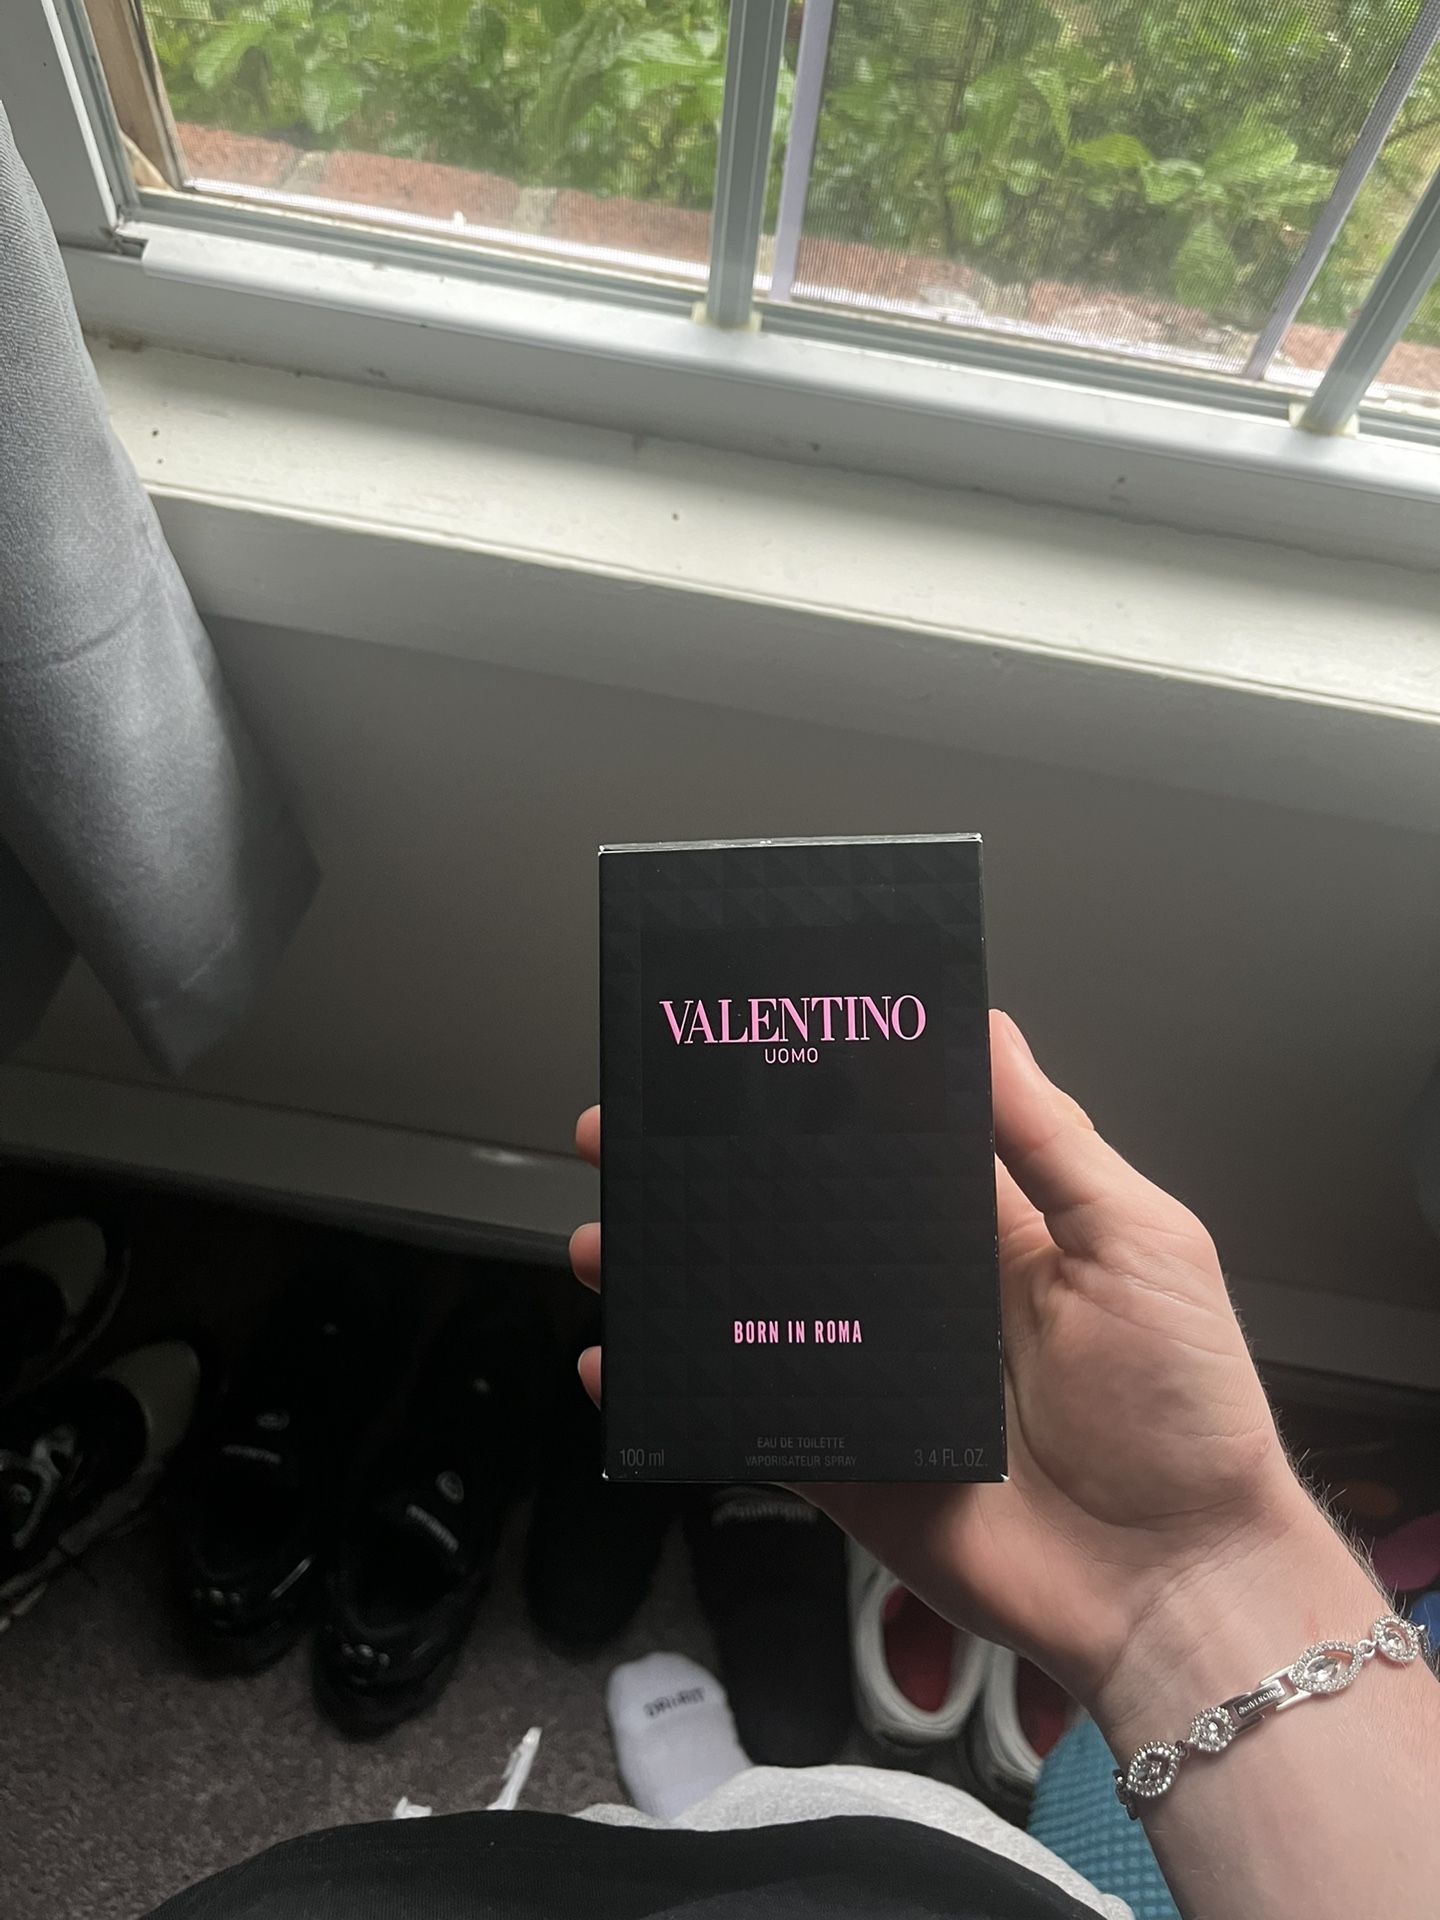 VALENTINO
UOMO
BORN IN ROMA
EAU DE TOILETTE
100 ml VAPORISATEUR SPRAY 3.4 FL.OZ.